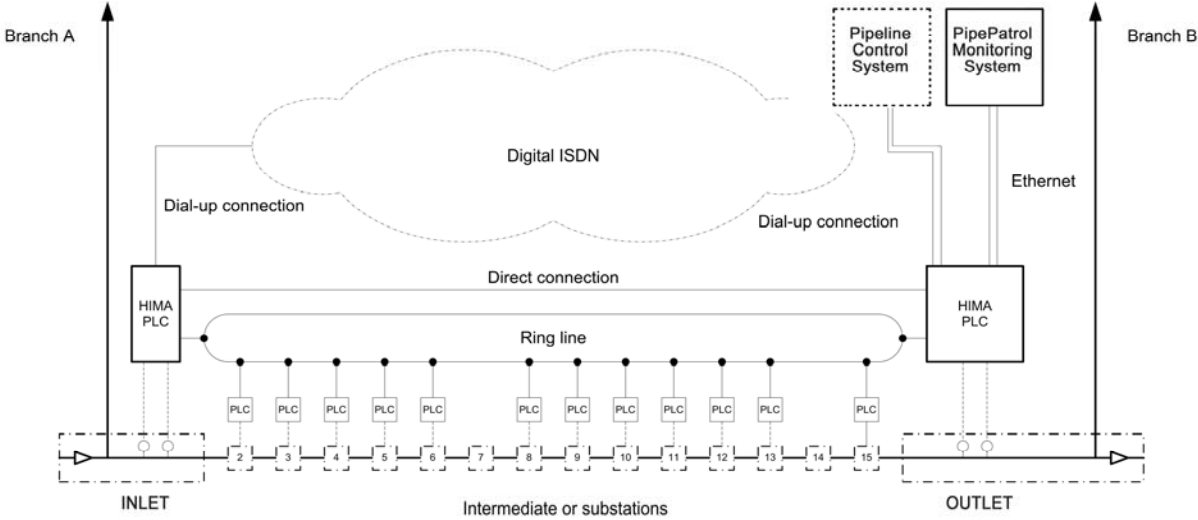 Branch A
Pipeline
Control
System
PipePatrol
Monitoring
System
Branch B
Digital ISDN
Ethernet
Dial-up connection
Dial-up connection
Direct connection
HIMA
PLC
HIMA
PLC
Ring line
PLC PLC PLC PLC PLC PLC PLC PLC PLC PLC PLC PLC
2 3 4 5 6 7 8 9 10 11 12 13 14 15
INLET
Intermediate or substations
OUTLET